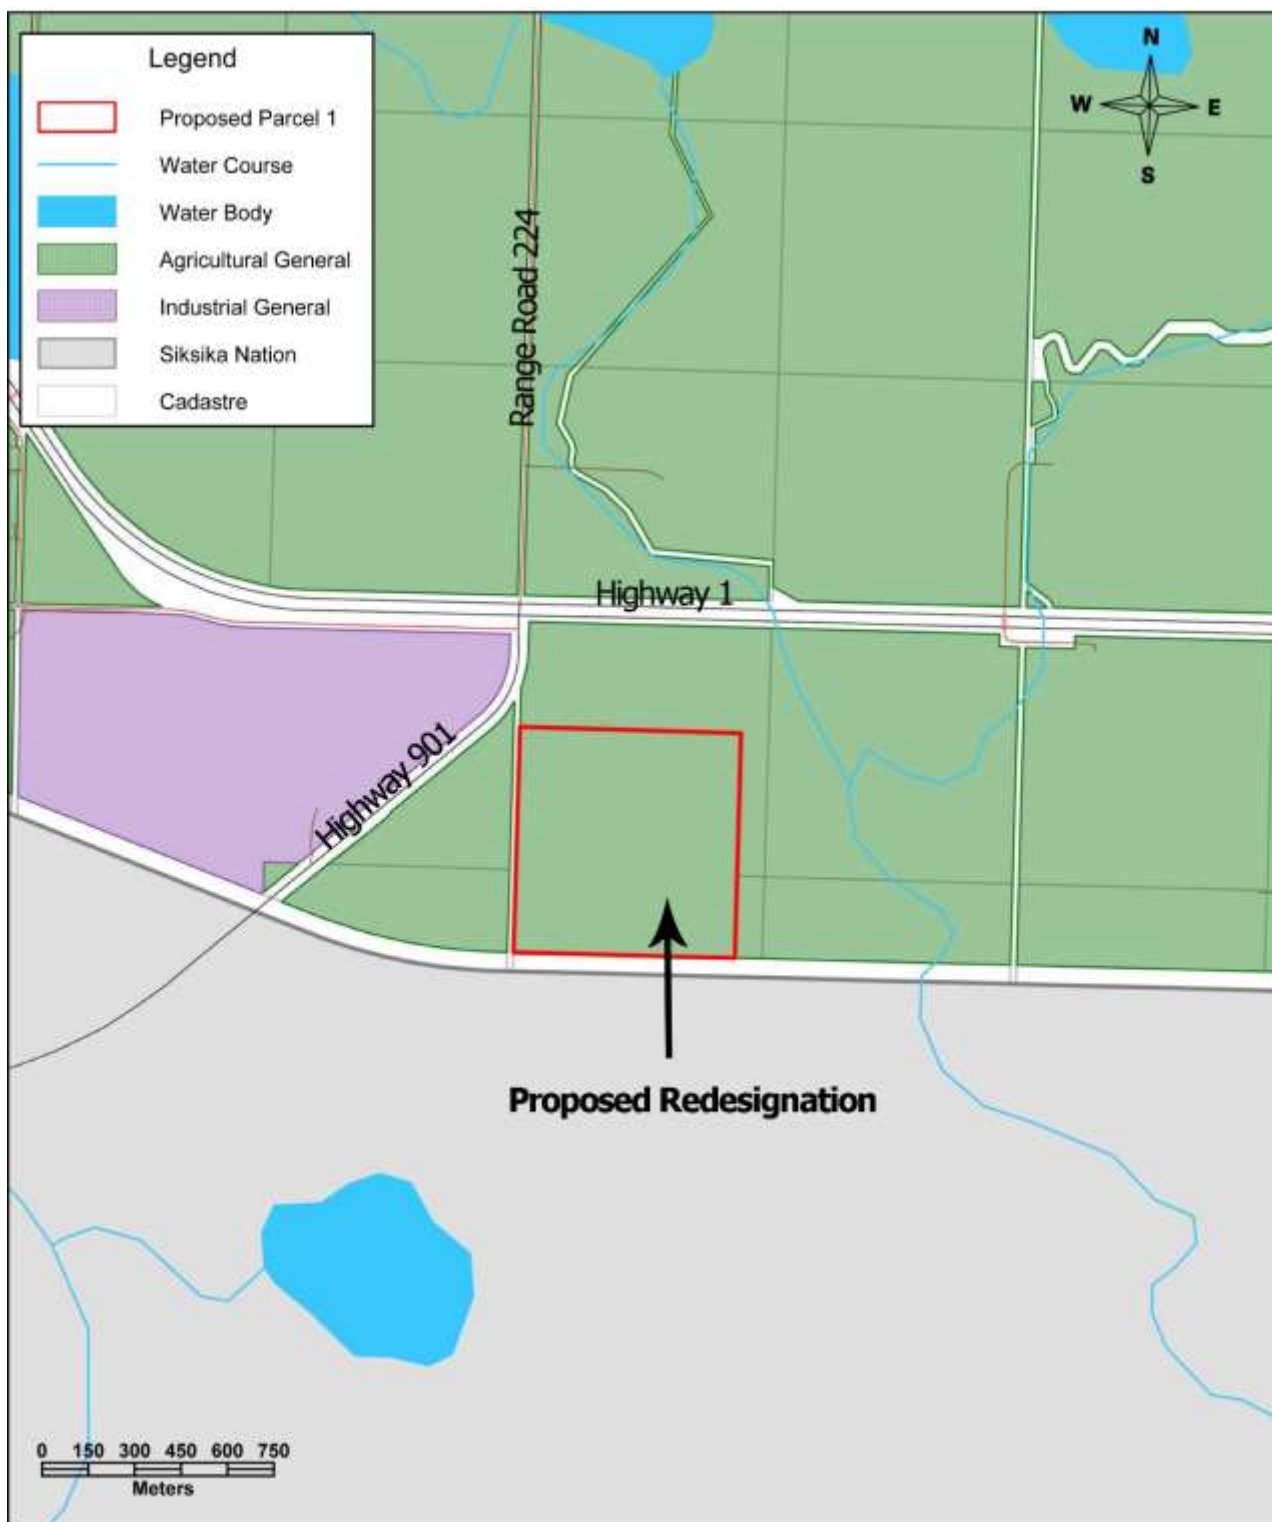 Legend
Proposed Parcel 1
Water Course
Water Body
Agricultural General
Industrial General
Siksika Nation
Cadastre
N
W E
S
Range Road 224
Highway 1
Highway 901
Proposed Redesignation
0 150 300 450 600 750
Meters